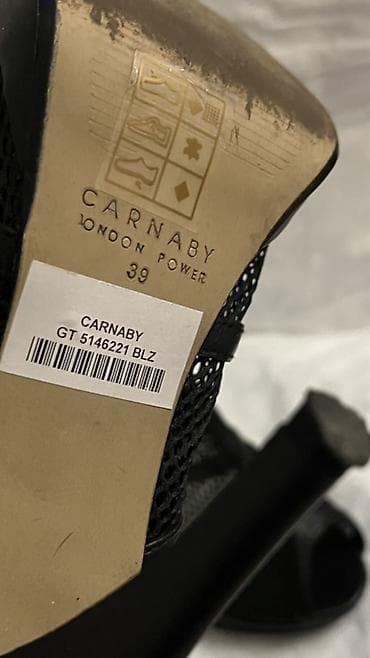 CARNABY
LONDON POWER
39
CARNABY
GT 5146221 BLZ